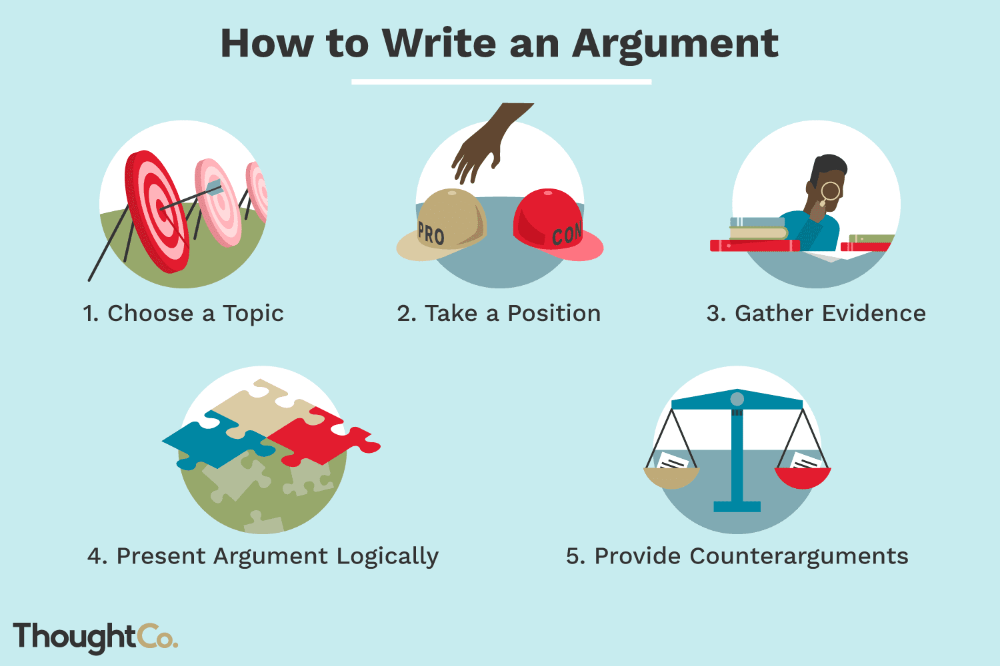 How to Write an Argument
PRO
CON
1. Choose a Topic
2. Take a Position
3. Gather Evidence
4. Present Argument Logically
5. Provide Counterarguments
ThoughtCo.